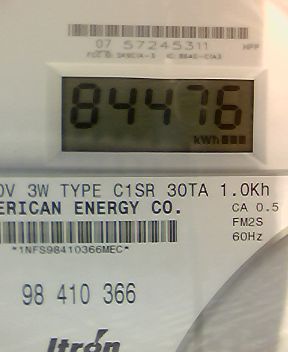 07 57245311 HPP
84476
kWh
0V 3W TYPE C1SR 30TA 1.0Kh
ERICAN ENERGY CO. CA 0.5
FM2S
60Hz
*1NFS98410366MEC*
98 410 366
Itron